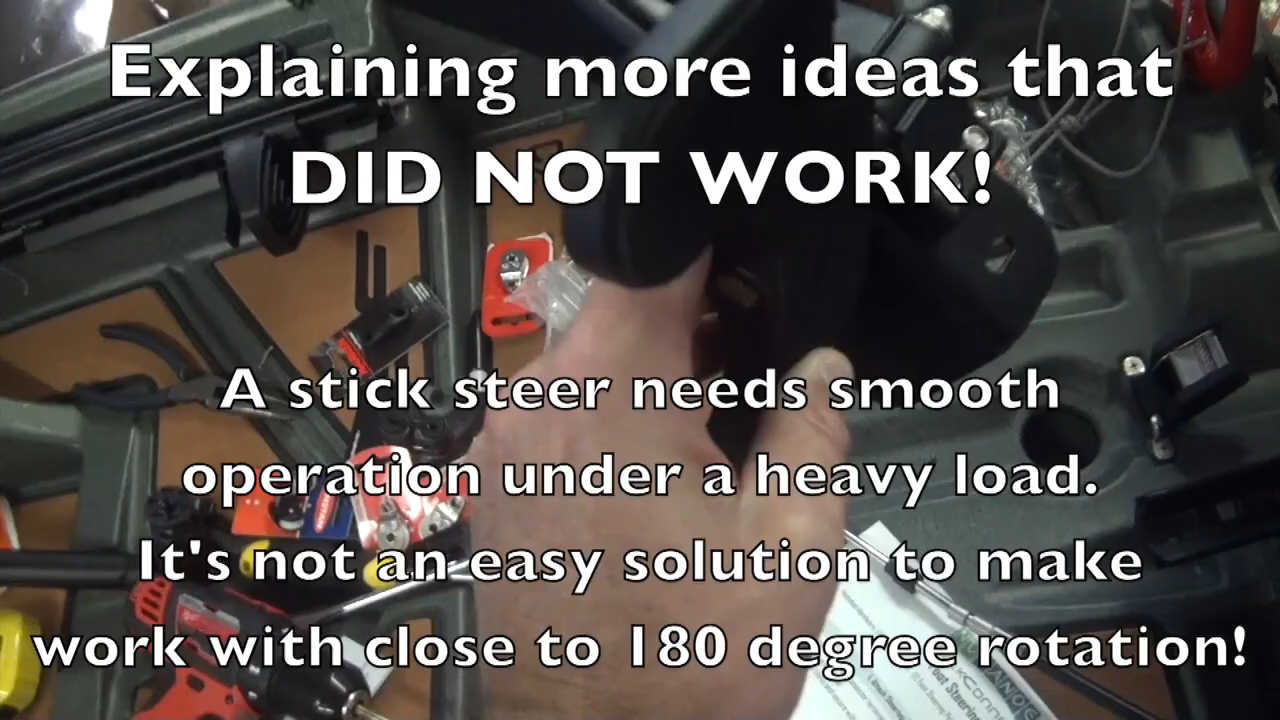 Explaining more ideas that
DID NOT WORK!
A stick steer needs smooth
operation under a heavy load.
It's not an easy solution to make
work with close to 180 degree rotation!